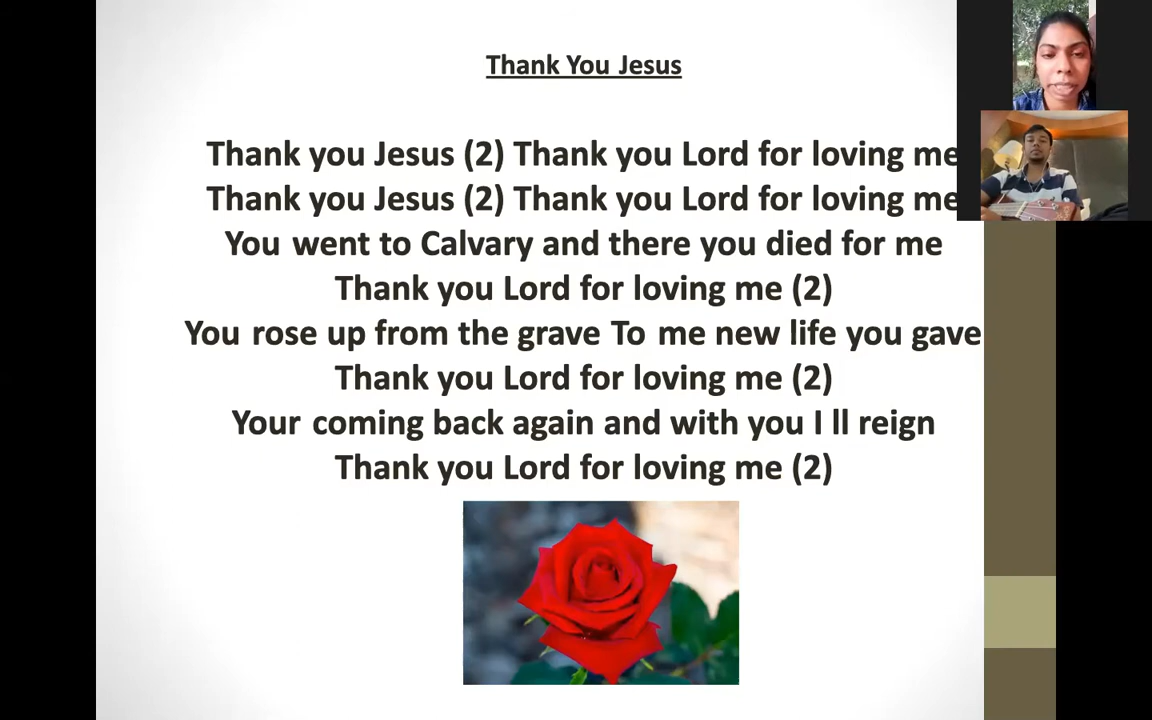 Thank You Jesus
Thank you Jesus (2) Thank you Lord for loving me
Thank you Jesus (2) Thank you Lord for loving me
You went to Calvary and there you died for me
Thank you Lord for loving me (2)
You rose up from the grave To me new life you gave
Thank you Lord for loving me (2)
Your coming back again and with you I ll reign
Thank you Lord for loving me (2)